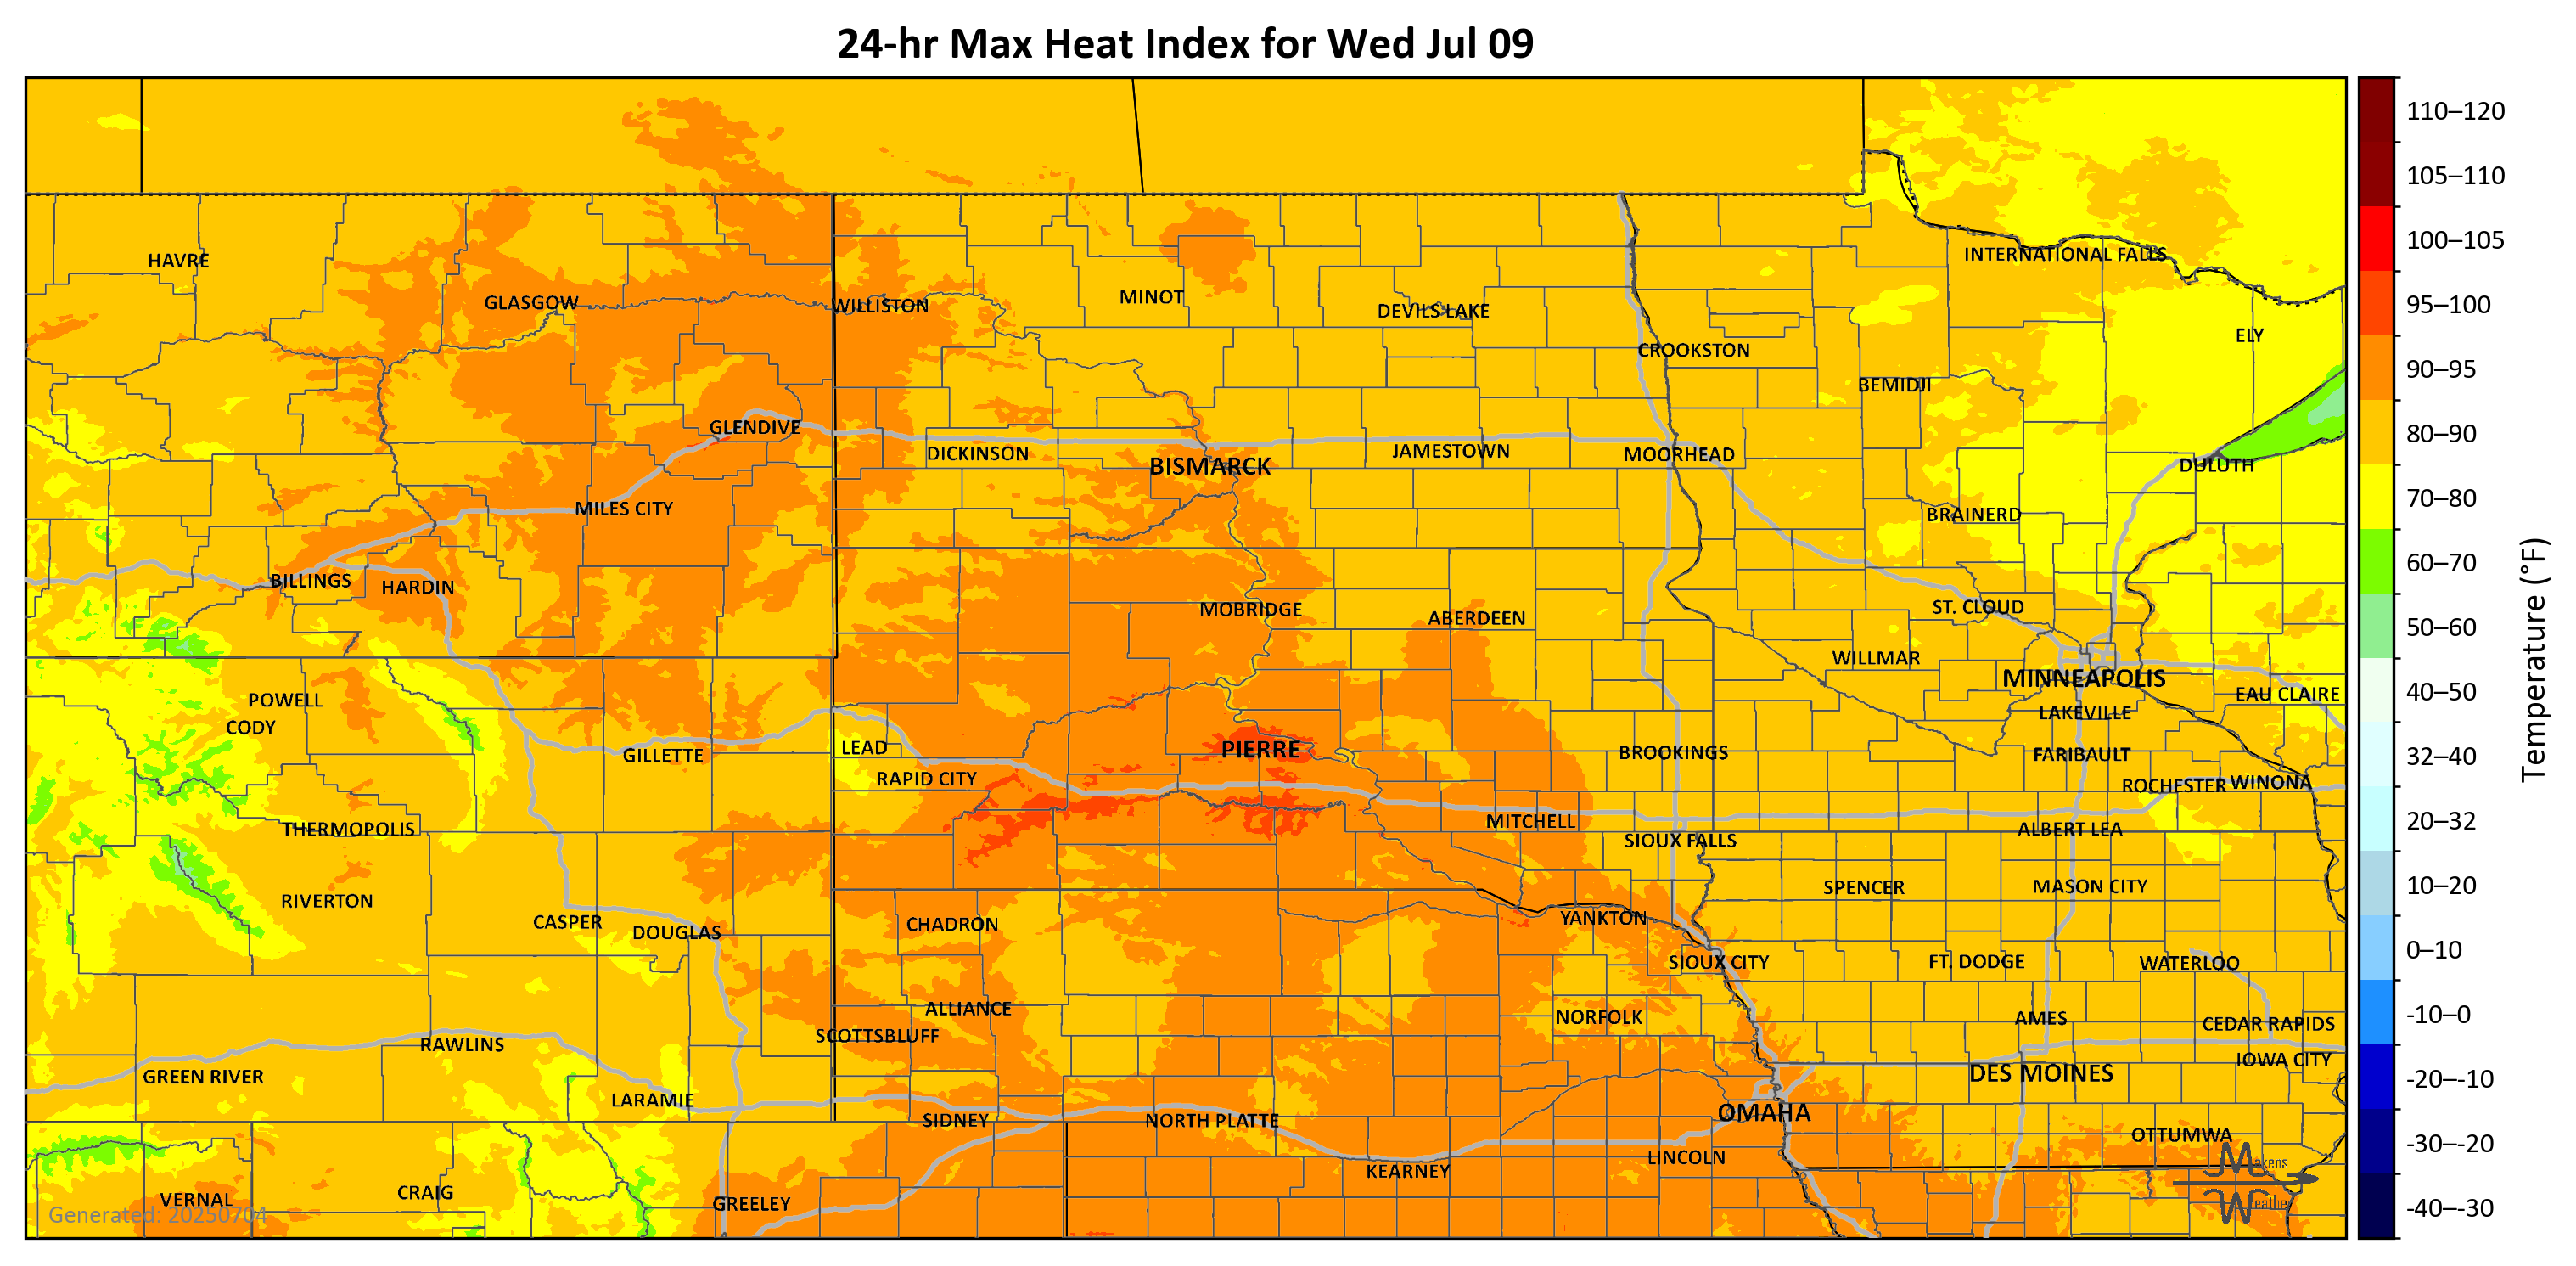 24-hr Max Heat Index for Wed Jul 09
110–120
105–110
100–105
95–100
90–95
80–90
70–80
60–70
50–60
40–50
32–40
20–32
10–20
0–10
-10–0
-20–-10
-30–-20
-40–-30
Temperature (°F)
HAVRE
GLASGOW
WILLISTON
MINOT
DEVILS LAKE
INTERNATIONAL FALLS
ELY
CROOKSTON
BEMIDJI
GLENDIVE
DICKINSON
BISMARCK
JAMESTOWN
MOORHEAD
DULUTH
MILES CITY
BRAINERD
BILLINGS
HARDIN
MOBRIDGE
ABERDEEN
ST. CLOUD
WILLMAR
MINNEAPOLIS
EAU CLAIRE
POWELL
CODY
LAKEVILLE
GILLETTE
LEAD
PIERRE
BROOKINGS
FARIBAULT
RAPID CITY
ROCHESTER
WINONA
THERMOPOLIS
MITCHELL
SIOUX FALLS
ALBERT LEA
SPENCER
MASON CITY
RIVERTON
CASPER
DOUGLAS
CHADRON
YANKTON
SIOUX CITY
FT. DODGE
WATERLOO
ALLIANCE
SCOTTSBLUFF
NORFOLK
AMES
CEDAR RAPIDS
RAWLINS
IOWA CITY
GREEN RIVER
DES MOINES
LARAMIE
SIDNEY
NORTH PLATTE
OMAHA
OTTUMWA
LINCOLN
KEARNEY
VERNAL
CRAIG
GREELEY
Generated: 20250704
Makens
Weather